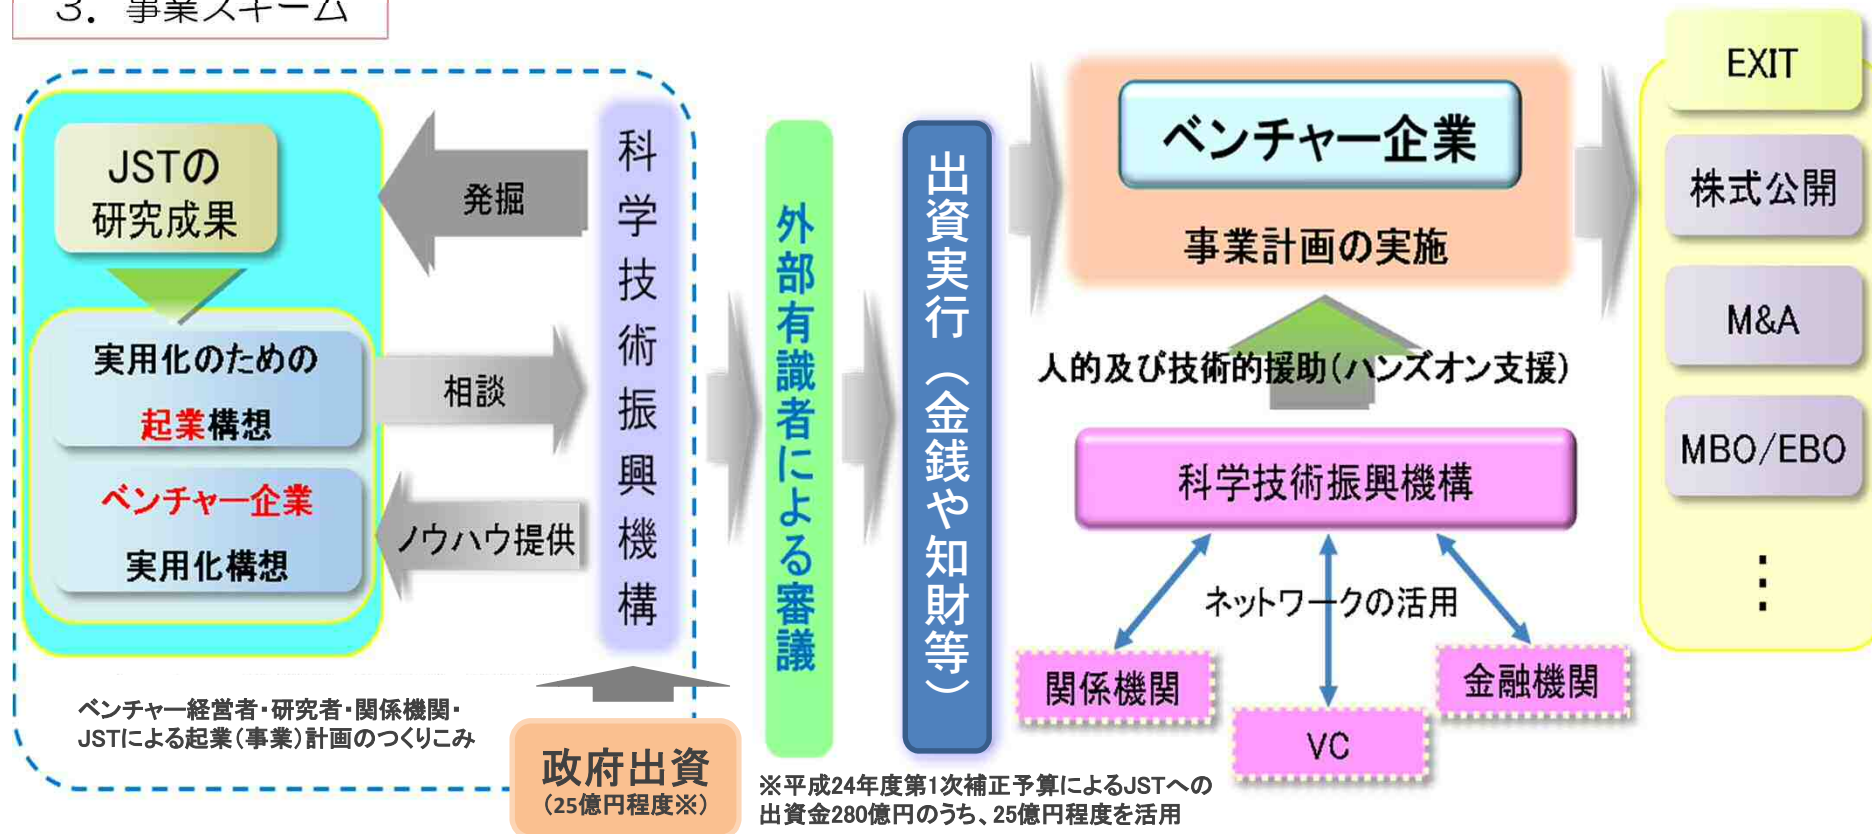 3. 事業スキーム
JSTの
研究成果
実用化のための
起業構想
ベンチャー企業
実用化構想
発掘
相談
ノウハウ提供
科学技術振興機構
ベンチャー経営者・研究者・関係機関・
JSTによる起業(事業)計画のつくりこみ
政府出資
(25億円程度※)
外部有識者による審議
出資実行(金銭や知財等)
※平成24年度第1次補正予算によるJSTへの
出資金280億円のうち、25億円程度を活用
ベンチャー企業
事業計画の実施
人的及び技術的援助(ハンズオン支援)
科学技術振興機構
ネットワークの活用
関係機関
VC
金融機関
EXIT
株式公開
M&A
MBO/EBO
⋮